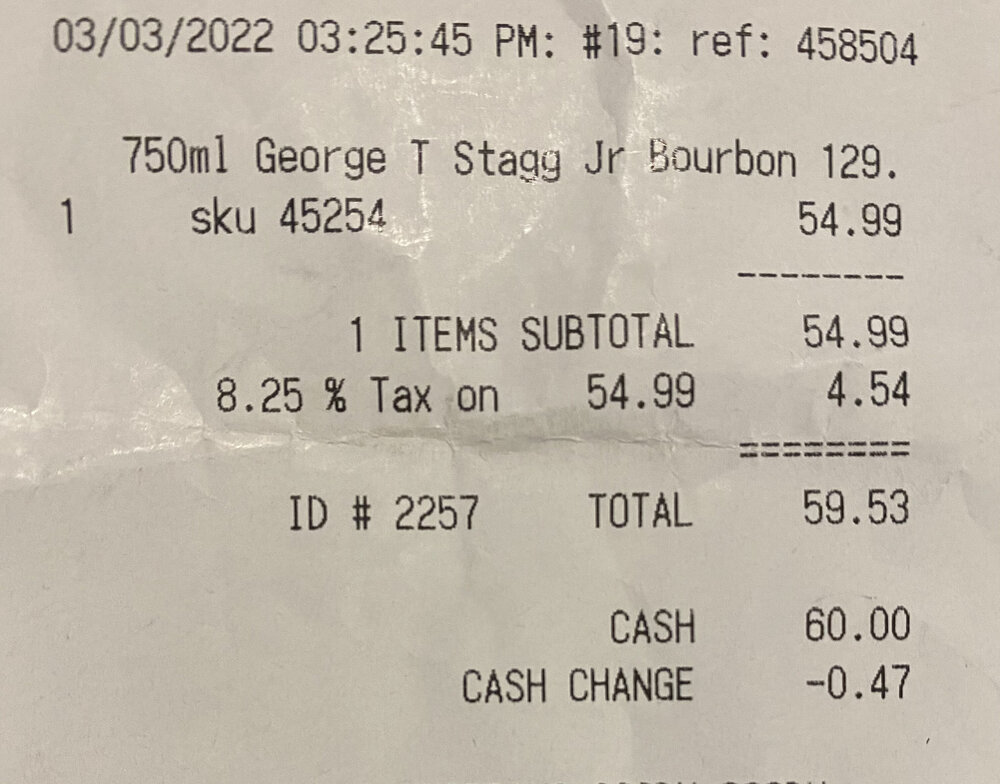 03/03/2022 03:25:45 PM: #19: ref: 458504
750ml George T Stagg Jr Bourbon 129.
1 sku 45254 54.99
--------
1 ITEMS SUBTOTAL 54.99
8.25 % Tax on 54.99 4.54
========
ID # 2257 TOTAL 59.53
CASH 60.00
CASH CHANGE -0.47